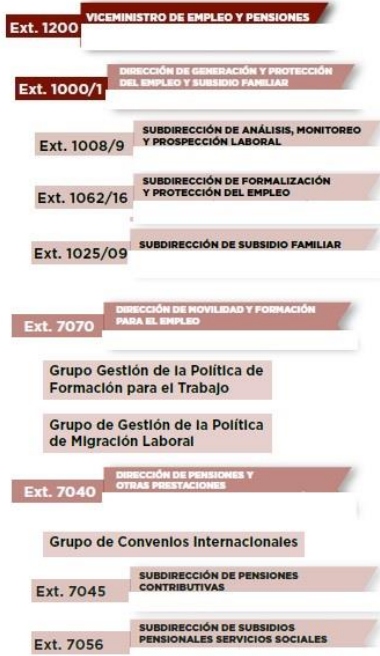 Ext. 1200
VICEMINISTRO DE EMPLEO Y PENSIONES
Ext. 1000/1
DIRECCIÓN DE GENERACIÓN Y PROTECCIÓN
DEL EMPLEO Y SUBSIDIO FAMILIAR
Ext. 1008/9
SUBDIRECCIÓN DE ANÁLISIS, MONITOREO
Y PROSPECCIÓN LABORAL
Ext. 1062/16
SUBDIRECCIÓN DE FORMALIZACIÓN
Y PROTECCIÓN DEL EMPLEO
Ext. 1025/09
SUBDIRECCIÓN DE SUBSIDIO FAMILIAR
Ext. 7070
DIRECCIÓN DE MOVILIDAD Y FORMACIÓN
PARA EL EMPLEO
Grupo Gestión de la Política de
Formación para el Trabajo
Grupo de Gestión de la Política
de Migración Laboral
Ext. 7040
DIRECCIÓN DE PENSIONES Y
OTRAS PRESTACIONES
Grupo de Convenios Internacionales
Ext. 7045
SUBDIRECCIÓN DE PENSIONES
CONTRIBUTIVAS
Ext. 7056
SUBDIRECCIÓN DE SUBSIDIOS
PENSIONALES SERVICIOS SOCIALES